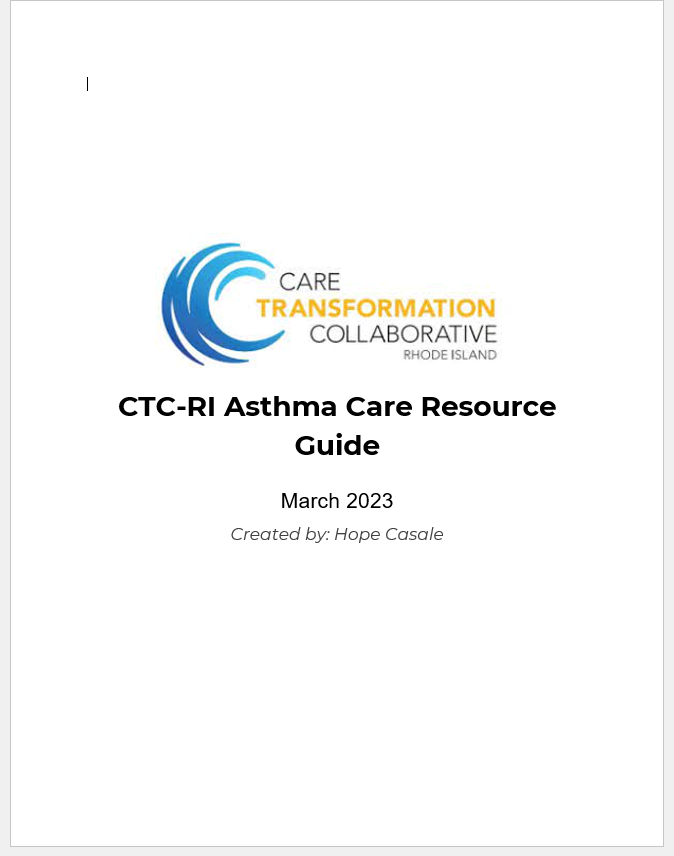 CARE
TRANSFORMATION
COLLABORATIVE
RHODE ISLAND
CTC-RI Asthma Care Resource
Guide
March 2023
Created by: Hope Casale